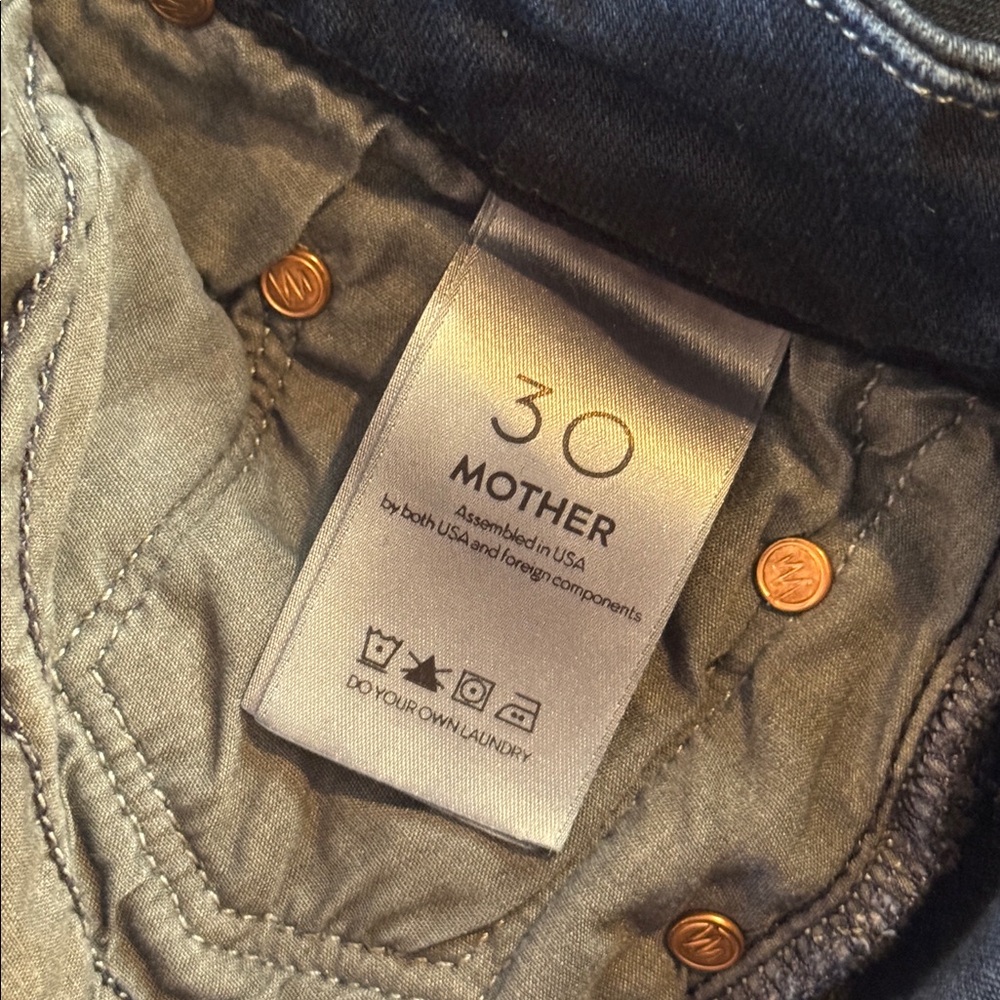 30
MOTHER
Assembled in USA
by both USA and foreign components
DO YOUR OWN LAUNDRY